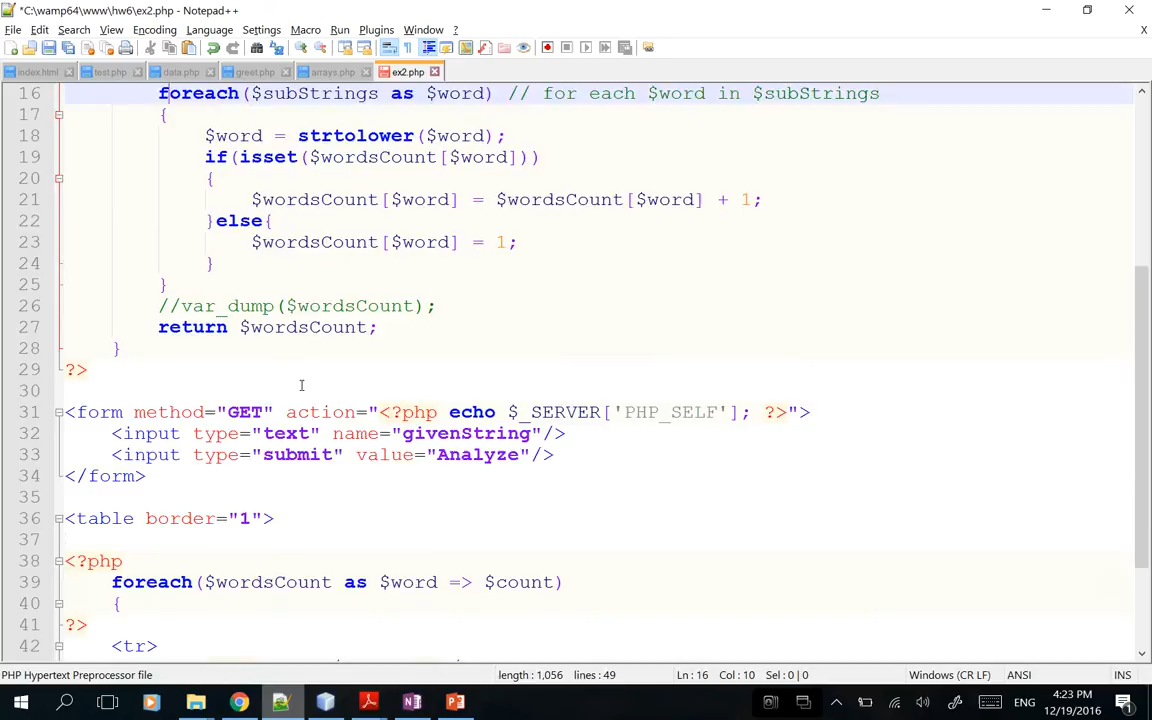 *C:\wamp64\www\hw6\ex2.php - Notepad++
File Edit Search View Encoding Language Settings Macro Run Plugins Window ?
X
index.html test.php data.php greet.php arrays.php ex2.php
16 foreach($subStrings as $word) // for each $word in $subStrings
17 {
18 $word = strtolower($word);
19 if(isset($wordsCount[$word]))
20 {
21 $wordsCount[$word] = $wordsCount[$word] + 1;
22 }else{
23 $wordsCount[$word] = 1;
24 }
25 }
26 //var_dump($wordsCount);
27 return $wordsCount;
28 }
29 ?>
30
31 <form method="GET" action="<?php echo $_SERVER['PHP_SELF']; ?>">
32 <input type="text" name="givenString"/>
33 <input type="submit" value="Analyze"/>
34 </form>
35
36 <table border="1">
37
38 <?php
39 foreach($wordsCount as $word => $count)
40 {
41 ?>
42 <tr>
PHP Hypertext Preprocessor file length : 1,056 lines : 49 Ln : 16 Col : 10 Sel : 0 | 0 Windows (CR LF) ANSI INS
4:23 PM
12/19/2016
1